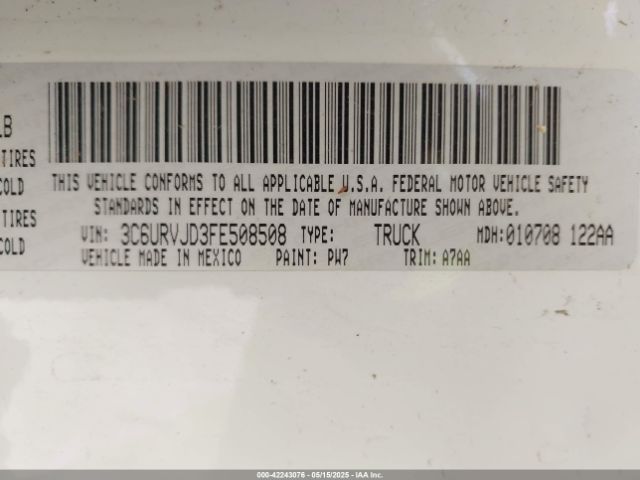 LB
TIRES
COLD
TIRES
COLD
THIS VEHICLE CONFORMS TO ALL APPLICABLE U.S.A. FEDERAL MOTOR VEHICLE SAFETY
STANDARDS IN EFFECT ON THE DATE OF MANUFACTURE SHOWN ABOVE.
VIN: 3C6URVJD3FE508508 TYPE: TRUCK MDH:010708 122AA
VEHICLE MADE IN MEXICO PAINT: PW7 TRIM: A7AA
000-42243076 - 05/15/2025 - IAA Inc.